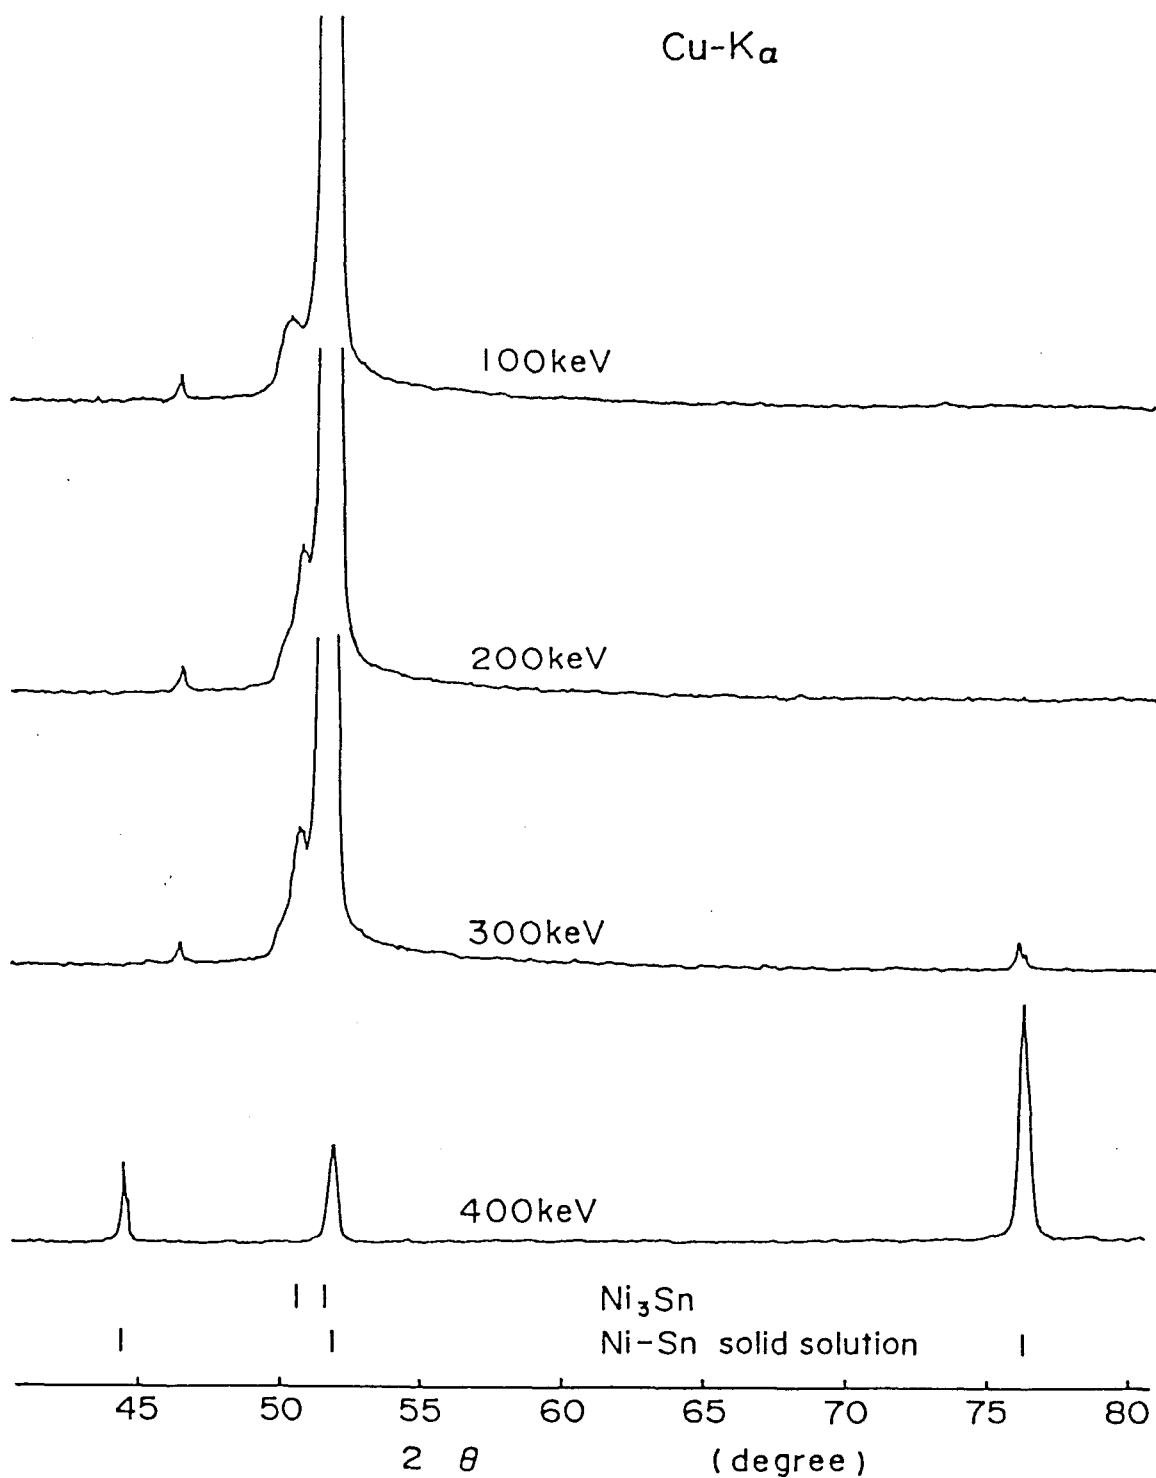 Cu-Kα
100keV
200keV
300keV
400keV
Ni₃Sn
Ni-Sn solid solution
45 50 55 60 65 70 75 80
2 θ (degree)